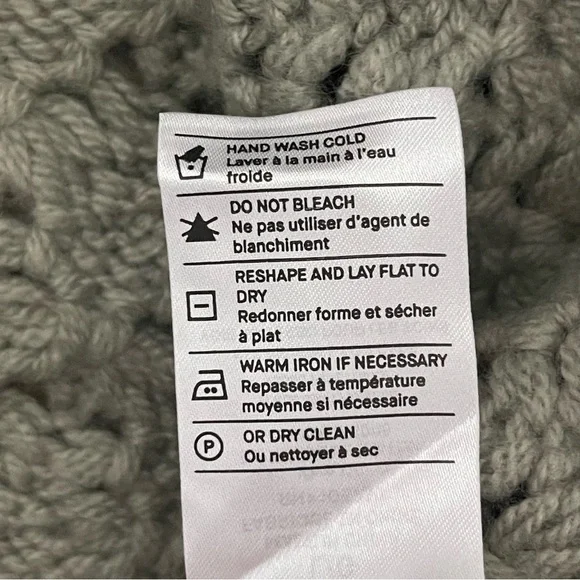 HAND WASH COLD
Laver à la main à l'eau
froide
DO NOT BLEACH
Ne pas utiliser d'agent de
blanchiment
RESHAPE AND LAY FLAT TO
DRY
Redonner forme et sécher
à plat
WARM IRON IF NECESSARY
Repasser à température
moyenne si nécessaire
P
OR DRY CLEAN
Ou nettoyer à sec